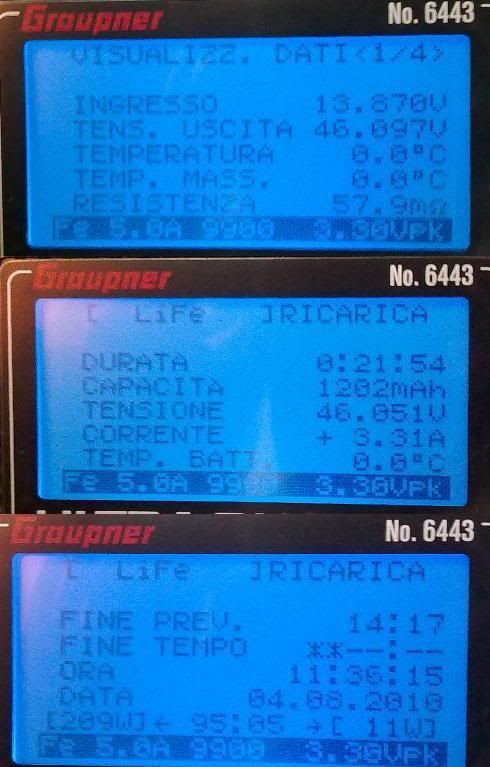 Graupner No. 6443
VISUALIZZ. DATI<1/4>
INGRESSO 13.870V
TENS. USCITA 46.097V
TEMPERATURA 0.0°C
TEMP. MASS. 0.0°C
RESISTENZA 57.9mΩ
Fe 5.0A 9900 3.30Vpk
Graupner No. 6443
[ LiFe ]RICARICA
DURATA 0:21:54
CAPACITA 1202mAh
TENSIONE 46.051V
CORRENTE + 3.31A
TEMP. BATT. 0.0°C
Fe 5.0A 9900 3.30Vpk
Graupner No. 6443
[ LiFe ]RICARICA
FINE PREV. 14:17
FINE TEMPO **--:--
ORA 11:36:15
DATA 04.08.2010
[209W]← 95:05 →[ 11W]
Fe 5.0A 9900 3.30Vpk